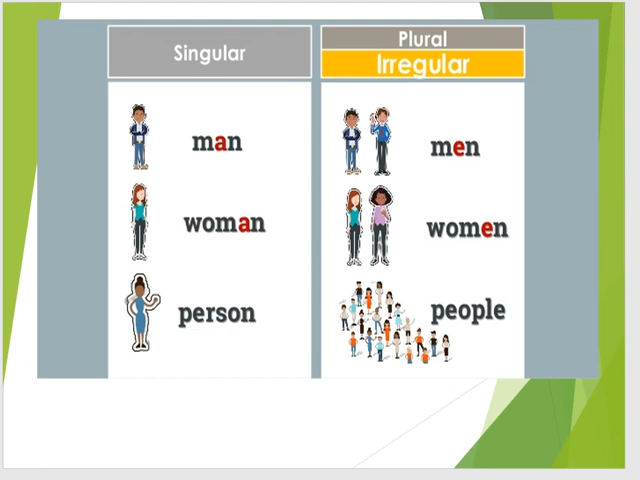 Singular
Plural
Irregular
man
men
woman
women
person
people